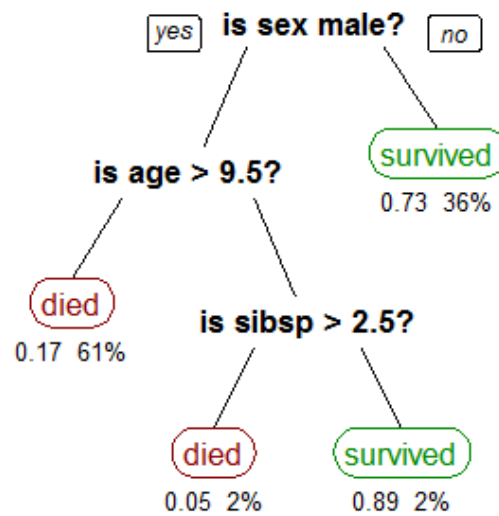 yes is sex male? no
is age > 9.5?
survived
0.73 36%
died
0.17 61%
is sibsp > 2.5?
died
0.05 2%
survived
0.89 2%